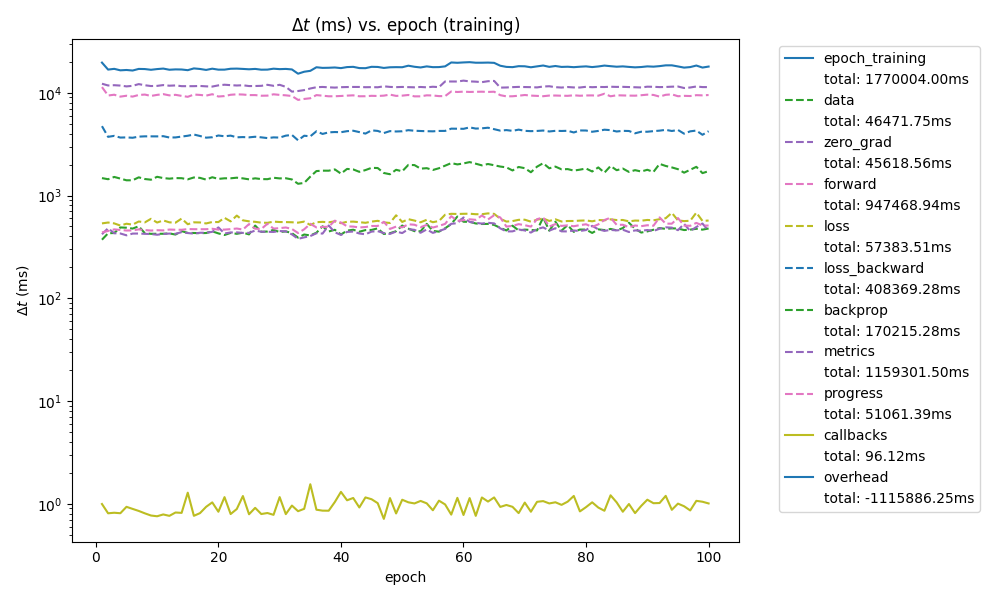 Δt (ms) vs. epoch (training)
Δt (ms)
10⁴
10³
10²
10¹
10⁰
0 20 40 60 80 100
epoch
epoch_training
total: 1770004.00ms
data
total: 46471.75ms
zero_grad
total: 45618.56ms
forward
total: 947468.94ms
loss
total: 57383.51ms
loss_backward
total: 408369.28ms
backprop
total: 170215.28ms
metrics
total: 1159301.50ms
progress
total: 51061.39ms
callbacks
total: 96.12ms
overhead
total: -1115886.25ms